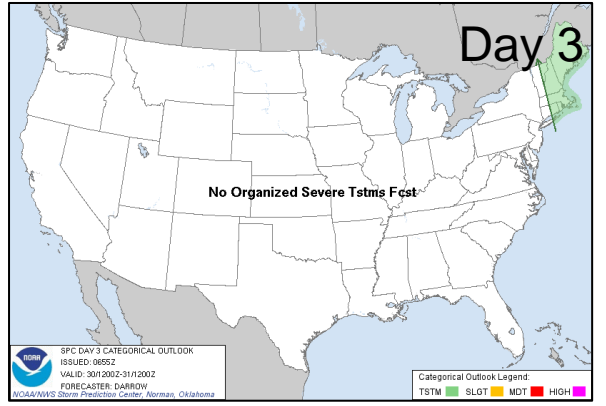 Day 3
No Organized Severe Tstms Fcst
NOAA
SPC DAY 3 CATEGORICAL OUTLOOK
ISSUED: 0655Z
VALID: 30/1200Z-31/1200Z
FORECASTER: DARROW
NOAA/NWS Storm Prediction Center, Norman, Oklahoma
Categorical Outlook Legend:
TSTM SLGT MDT HIGH